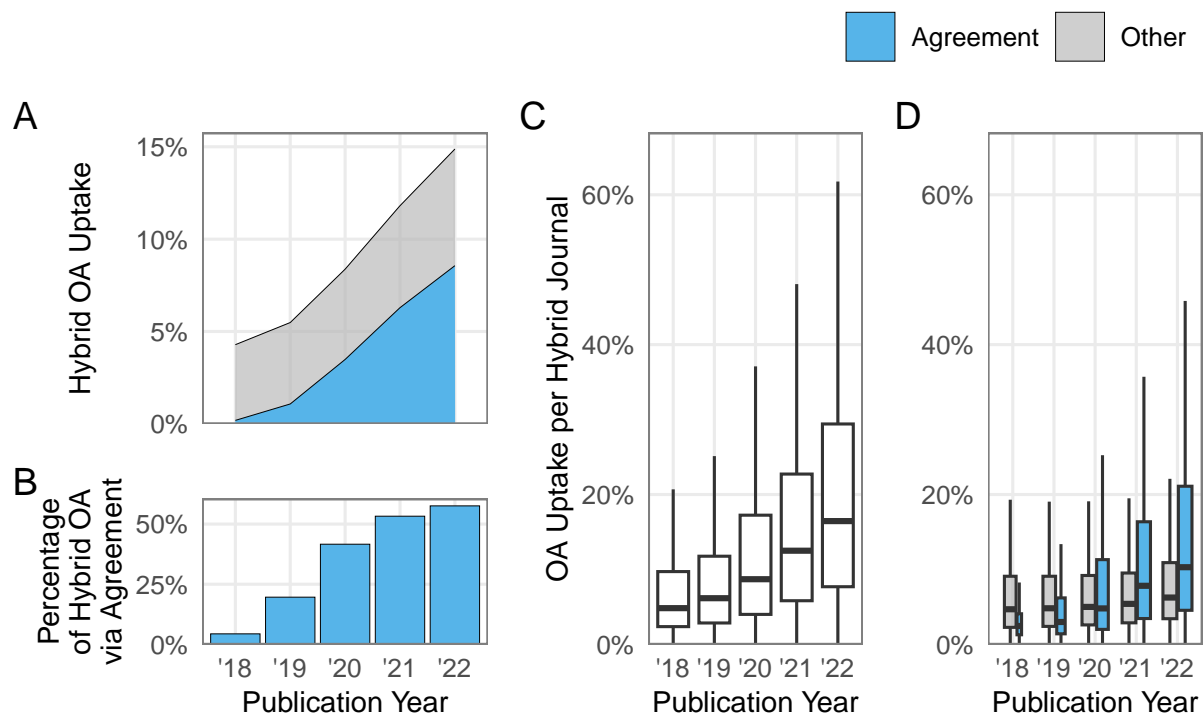 Agreement
Other
A
Hybrid OA Uptake
15%
10%
5%
0%
B
Percentage
of Hybrid OA
via Agreement
50%
25%
0%
'18 '19 '20 '21 '22
Publication Year
C
OA Uptake per Hybrid Journal
60%
40%
20%
0%
'18 '19 '20 '21 '22
Publication Year
D
60%
40%
20%
0%
'18 '19 '20 '21 '22
Publication Year